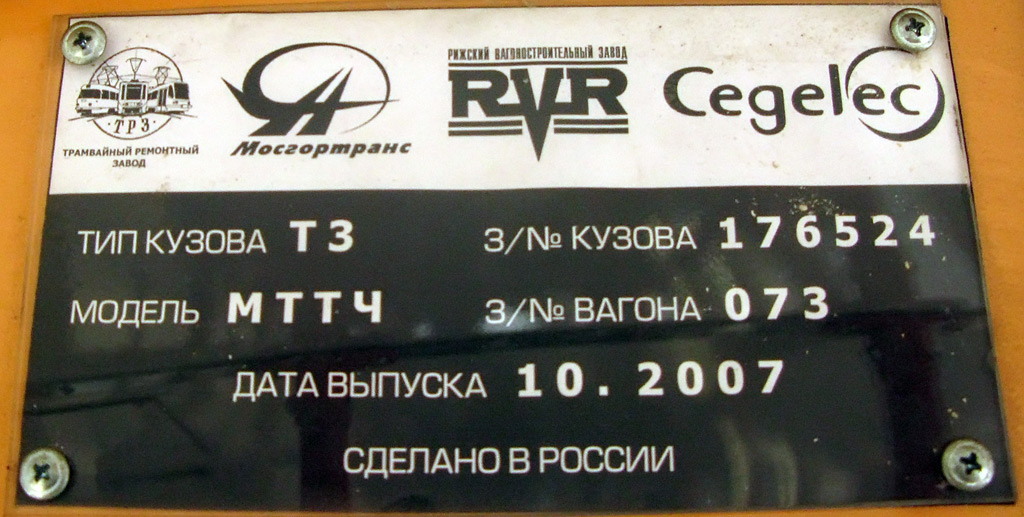 ТРЗ
ТРАМВАЙНЫЙ РЕМОНТНЫЙ
ЗАВОД
Мосгортранс
РИЖСКИЙ ВАГОНОСТРОИТЕЛЬНЫЙ ЗАВОД
RVR
Cegelec
ТИП КУЗОВА Т3 З/№ КУЗОВА 176524
МОДЕЛЬ МТТЧ З/№ ВАГОНА 073
ДАТА ВЫПУСКА 10.2007
СДЕЛАНО В РОССИИ